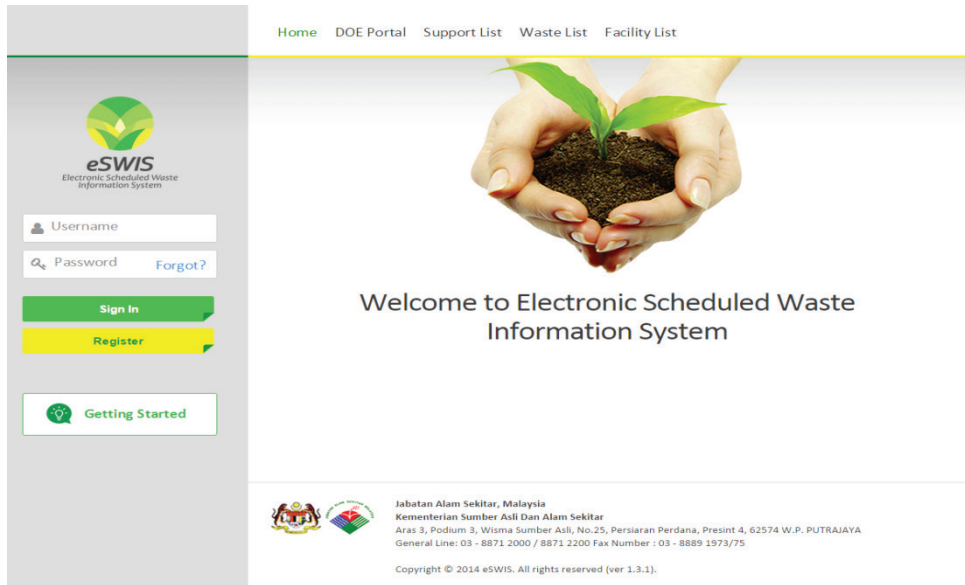 Home DOE Portal Support List Waste List Facility List
eSWIS
Electronic Scheduled Waste
Information System
Username
Password Forgot?
Sign In
Register
Getting Started
Welcome to Electronic Scheduled Waste
Information System
Jabatan Alam Sekitar, Malaysia
Kementerian Sumber Asli Dan Alam Sekitar
Aras 3, Podium 3, Wisma Sumber Asli, No.25, Persiaran Perdana, Presint 4, 62574 W.P. PUTRAJAYA
General Line: 03 - 8871 2000 / 8871 2200 Fax Number : 03 - 8889 1973/75
Copyright © 2014 eSWIS. All rights reserved (ver 1.3.1).